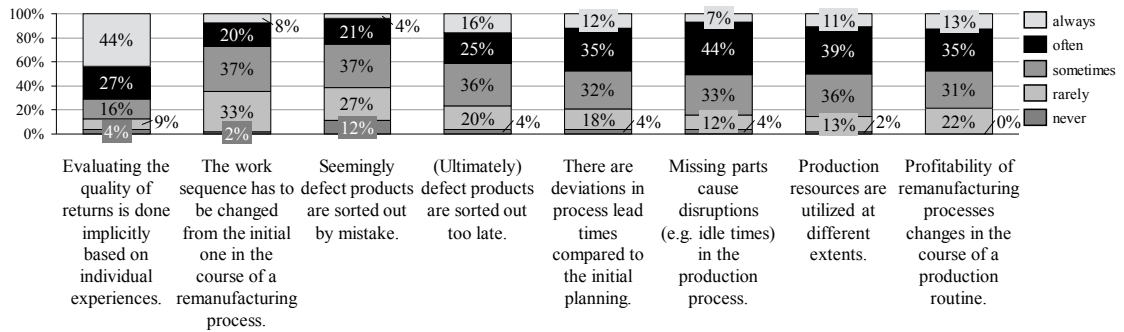 100%
80%
60%
40%
20%
0%
44%
27%
16%
9%
4%
8%
20%
37%
33%
2%
4%
21%
37%
27%
12%
16%
25%
36%
20%
4%
12%
35%
32%
18%
4%
7%
44%
33%
12%
4%
11%
39%
36%
13%
2%
13%
35%
31%
22%
0%
always
often
sometimes
rarely
never
Evaluating the
quality of
returns is done
implicitly
based on
individual
experiences.
The work
sequence has to
be changed
from the initial
one in the
course of a
remanufacturing
process.
Seemingly
defect products
are sorted out
by mistake.
(Ultimately)
defect products
are sorted out
too late.
There are
deviations in
process lead
times
compared to
the initial
planning.
Missing parts
cause
disruptions
(e.g. idle times)
in the
production
process.
Production
resources are
utilized at
different
extents.
Profitability of
remanufacturing
processes
changes in the
course of a
production
routine.